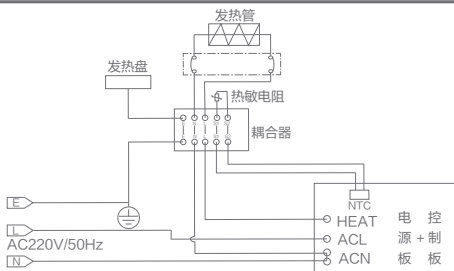 发热管
发热盘
热敏电阻
耦合器
E
NTC
HEAT
L
AC220V/50Hz
ACL
N
ACN
电 控
源+制
板 板